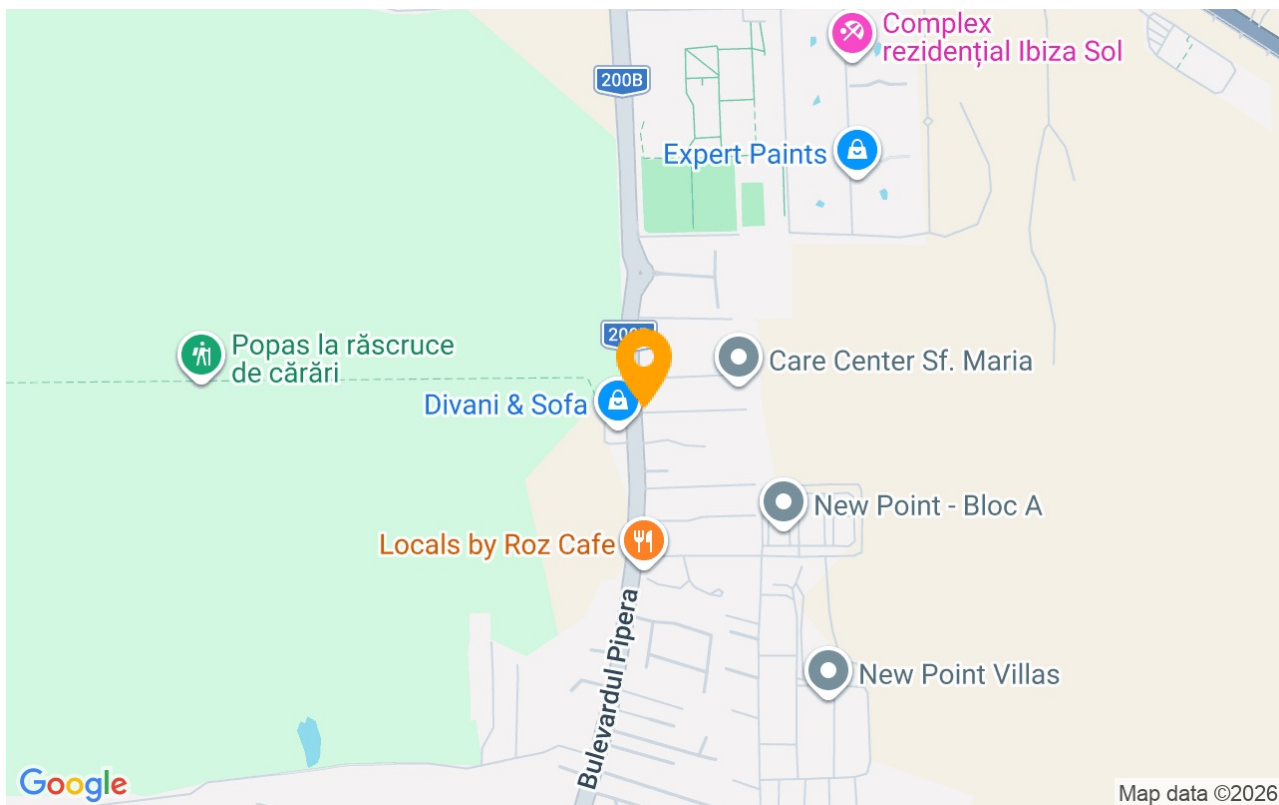 Complex
rezidențial Ibiza Sol
200B
Expert Paints
Popas la răscruce
de cărări
Care Center Sf. Maria
Divani & Sofa
New Point - Bloc A
Locals by Roz Cafe
Bulevardul Pipera
New Point Villas
Google
Map data ©2026